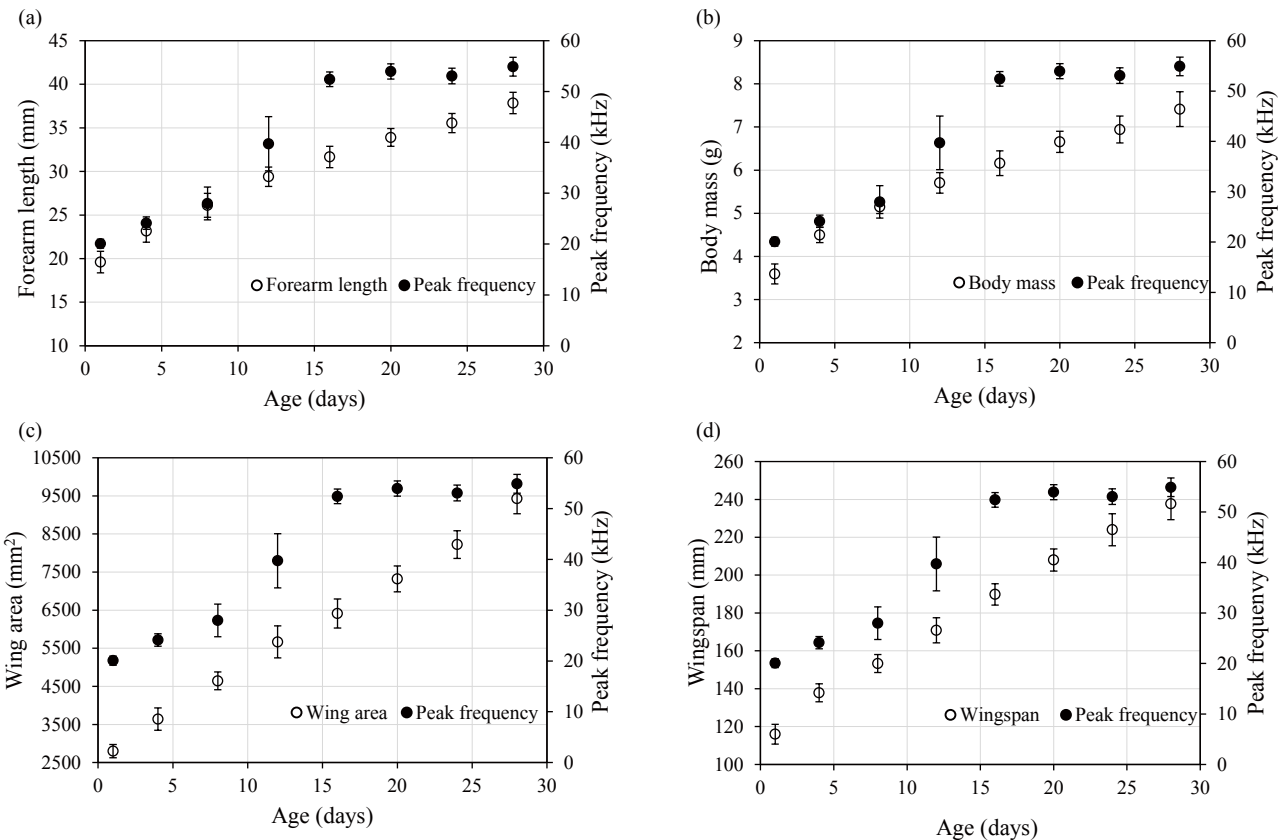 (a)
45
40
35
30
25
20
15
10
Forearm length (mm)
60
50
40
30
20
10
0
Peak frequency (kHz)
Forearm length Peak frequency
0 5 10 15 20 25 30
Age (days)
(b)
9
8
7
6
5
4
3
2
Body mass (g)
60
50
40
30
20
10
0
Peak frequency (kHz)
Body mass Peak frequency
0 5 10 15 20 25 30
Age (days)
(c)
10500
9500
8500
7500
6500
5500
4500
3500
2500
Wing area (mm²)
60
50
40
30
20
10
0
Peak frequency (kHz)
Wing area Peak frequency
0 5 10 15 20 25 30
Age (days)
(d)
260
240
220
200
180
160
140
120
100
Wingspan (mm)
60
50
40
30
20
10
0
Peak frequenvy (kHz)
Wingspan Peak frequency
0 5 10 15 20 25 30
Age (days)